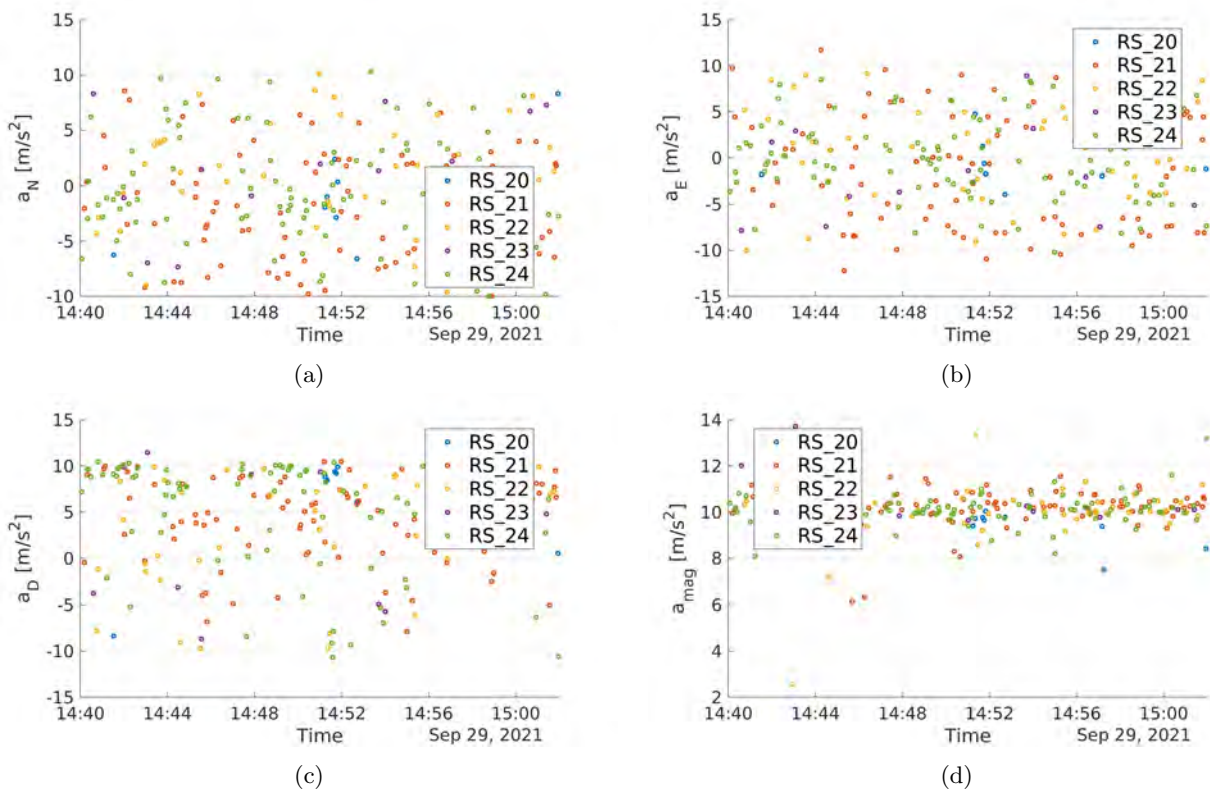 15
10
5
0
-5
-10
a_N [m/s²]
RS_20
RS_21
RS_22
RS_23
RS_24
14:40 14:44 14:48 14:52 14:56 15:00
Time
Sep 29, 2021
(a)
15
10
5
0
-5
-10
-15
a_E [m/s²]
RS_20
RS_21
RS_22
RS_23
RS_24
14:40 14:44 14:48 14:52 14:56 15:00
Time
Sep 29, 2021
(b)
15
10
5
0
-5
-10
-15
a_D [m/s²]
RS_20
RS_21
RS_22
RS_23
RS_24
14:40 14:44 14:48 14:52 14:56 15:00
Time
Sep 29, 2021
(c)
14
12
10
8
6
4
2
a_mag [m/s²]
RS_20
RS_21
RS_22
RS_23
RS_24
14:40 14:44 14:48 14:52 14:56 15:00
Time
Sep 29, 2021
(d)